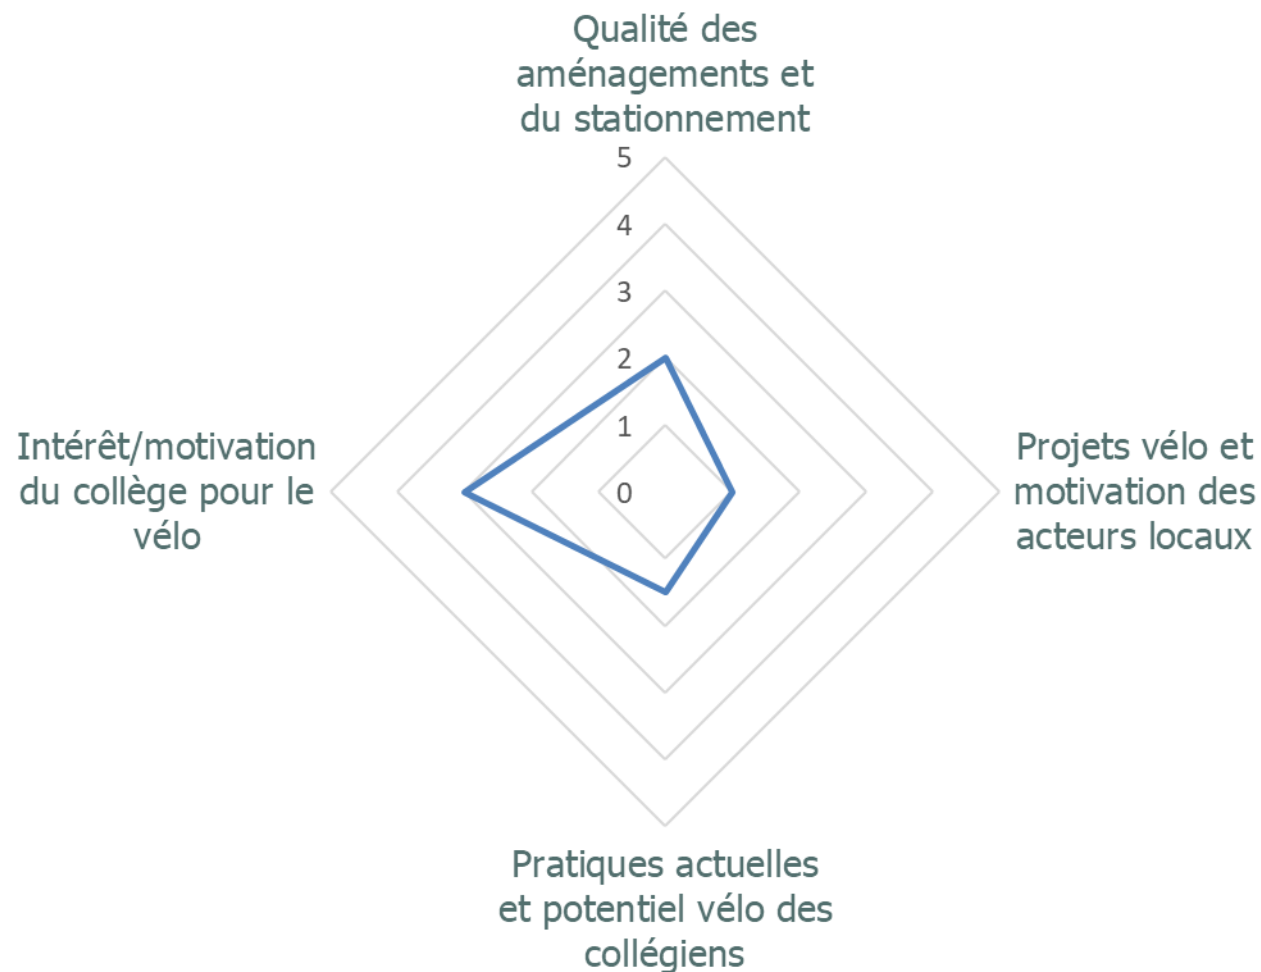 Qualité des
aménagements et
du stationnement
5
4
3
2
1
0
Intérêt/motivation
du collège pour le
vélo
Projets vélo et
motivation des
acteurs locaux
Pratiques actuelles
et potentiel vélo des
collégiens